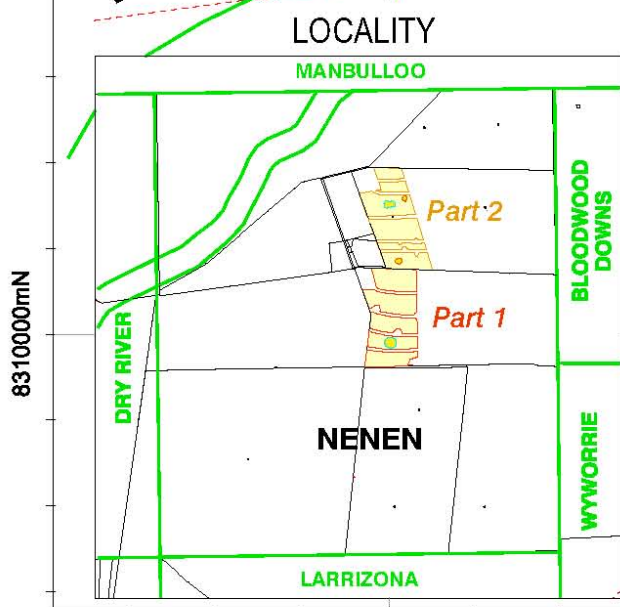 LOCALITY
MANBULLOO
Part 2
BLOODWOOD
DOWNS
8310000mN
Part 1
DRY RIVER
NENEN
WYWORRIE
LARRIZONA